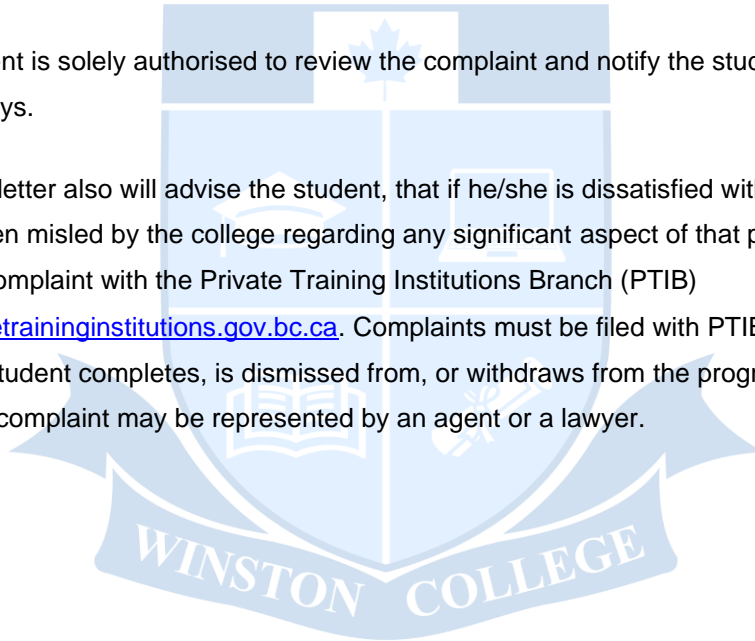 nt is solely authorised to review the complaint and notify the stud
ys.
etter also will advise the student, that if he/she is dissatisfied wit
en misled by the college regarding any significant aspect of that p
omplaint with the Private Training Institutions Branch (PTIB)
etraininginstitutions.gov.bc.ca. Complaints must be filed with PTIE
tudent completes, is dismissed from, or withdraws from the progr
complaint may be represented by an agent or a lawyer.
WINSTON COLLEGE